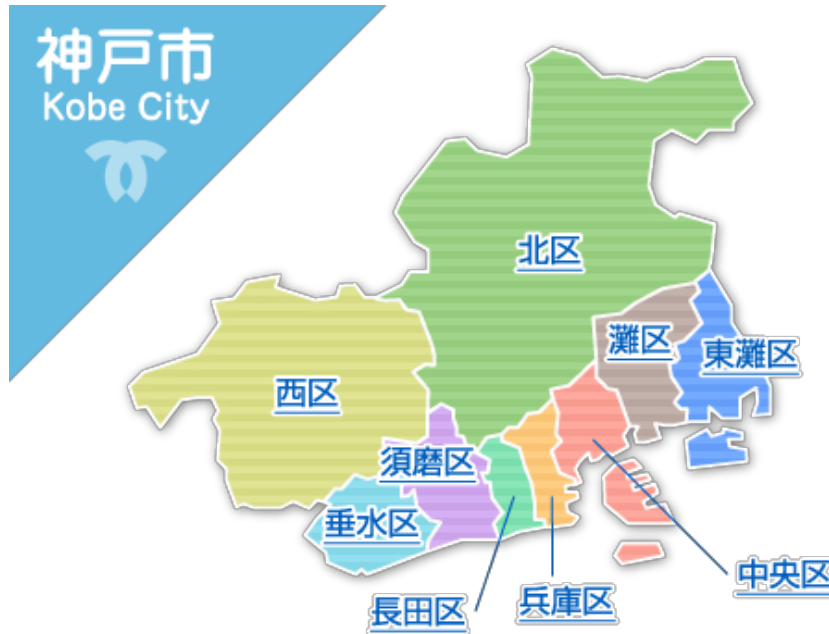 神戸市
Kobe City
北区
灘区
東灘区
西区
須磨区
垂水区
中央区
長田区
兵庫区